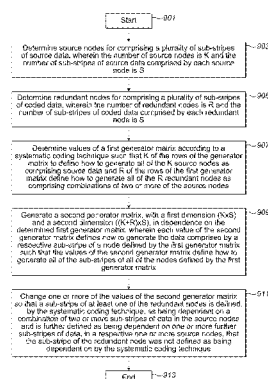 Start
901
Determine source nodes for comprising a plurality of sub-stripes
of source data, wherein the number of source nodes is K and the
number of sub-stripes of source data comprised by each source
node is S
903
Determine redundant nodes for comprising a plurality of sub-stripes
of coded data, wherein the number of redundant nodes is R and the
number of sub-stripes of coded data comprised by each redundant
node is S
905
Determine values of a first generator matrix according to a
systematic coding technique such that K of the rows of the generator
matrix to define how to generate all of the K source nodes as
comprising source data and R of the rows of the first generator
matrix define how to generate all of the R redundant nodes as
comprising combinations of two or more of the source nodes
907
Generate a second generator matrix, with a first dimension (KxS)
and a second dimension ((K+R)xS), in dependence on the
determined first generator matrix, wherein each value of the second
generator matrix defines how to generate the data comprised by a
respective sub-stripe of a node defined by the first generator matrix
such that the values of the second generator matrix define how to
generate all of the sub-stripes of all of the nodes defined by the first
generator matrix
909
Change one or more of the values of the second generator matrix
so that a sub-stripe of at least one of the redundant nodes is defined,
by the systematic coding technique, as being dependent on a
combination of two or more sub-stripes of data in the source nodes
and is further defined as being dependent on one or more further
sub-stripes of data, in a respective one or more source nodes, that
the sub-stripe of the redundant node was not defined as being
dependent on by the systematic coding technique
911
End
913